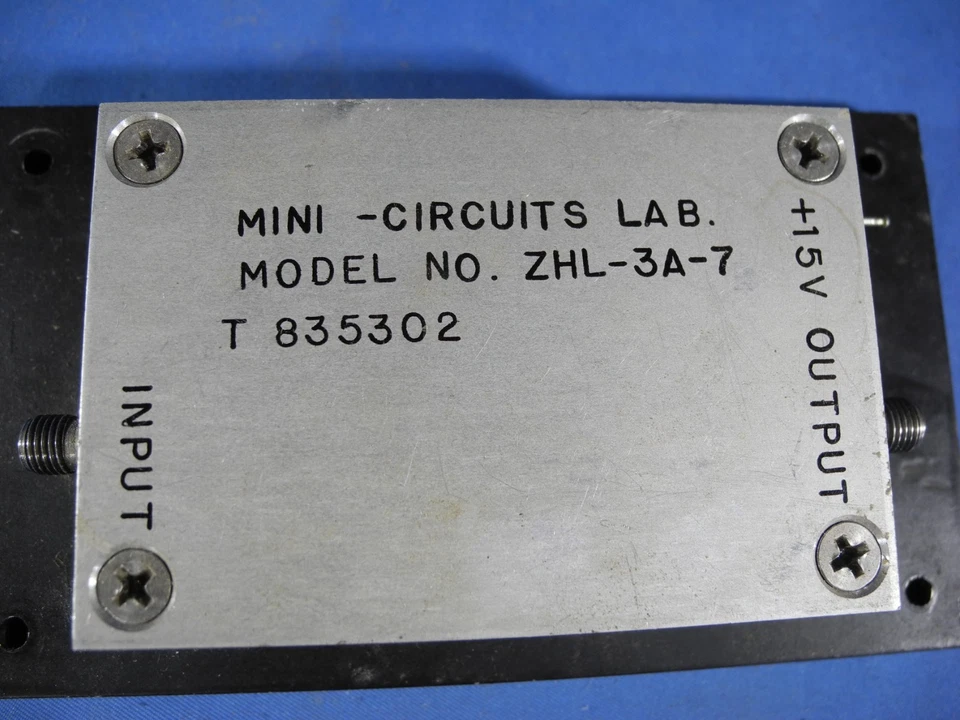 MINI -CIRCUITS LAB.
MODEL NO. ZHL-3A-7
T 835302
INPUT
+15V OUTPUT